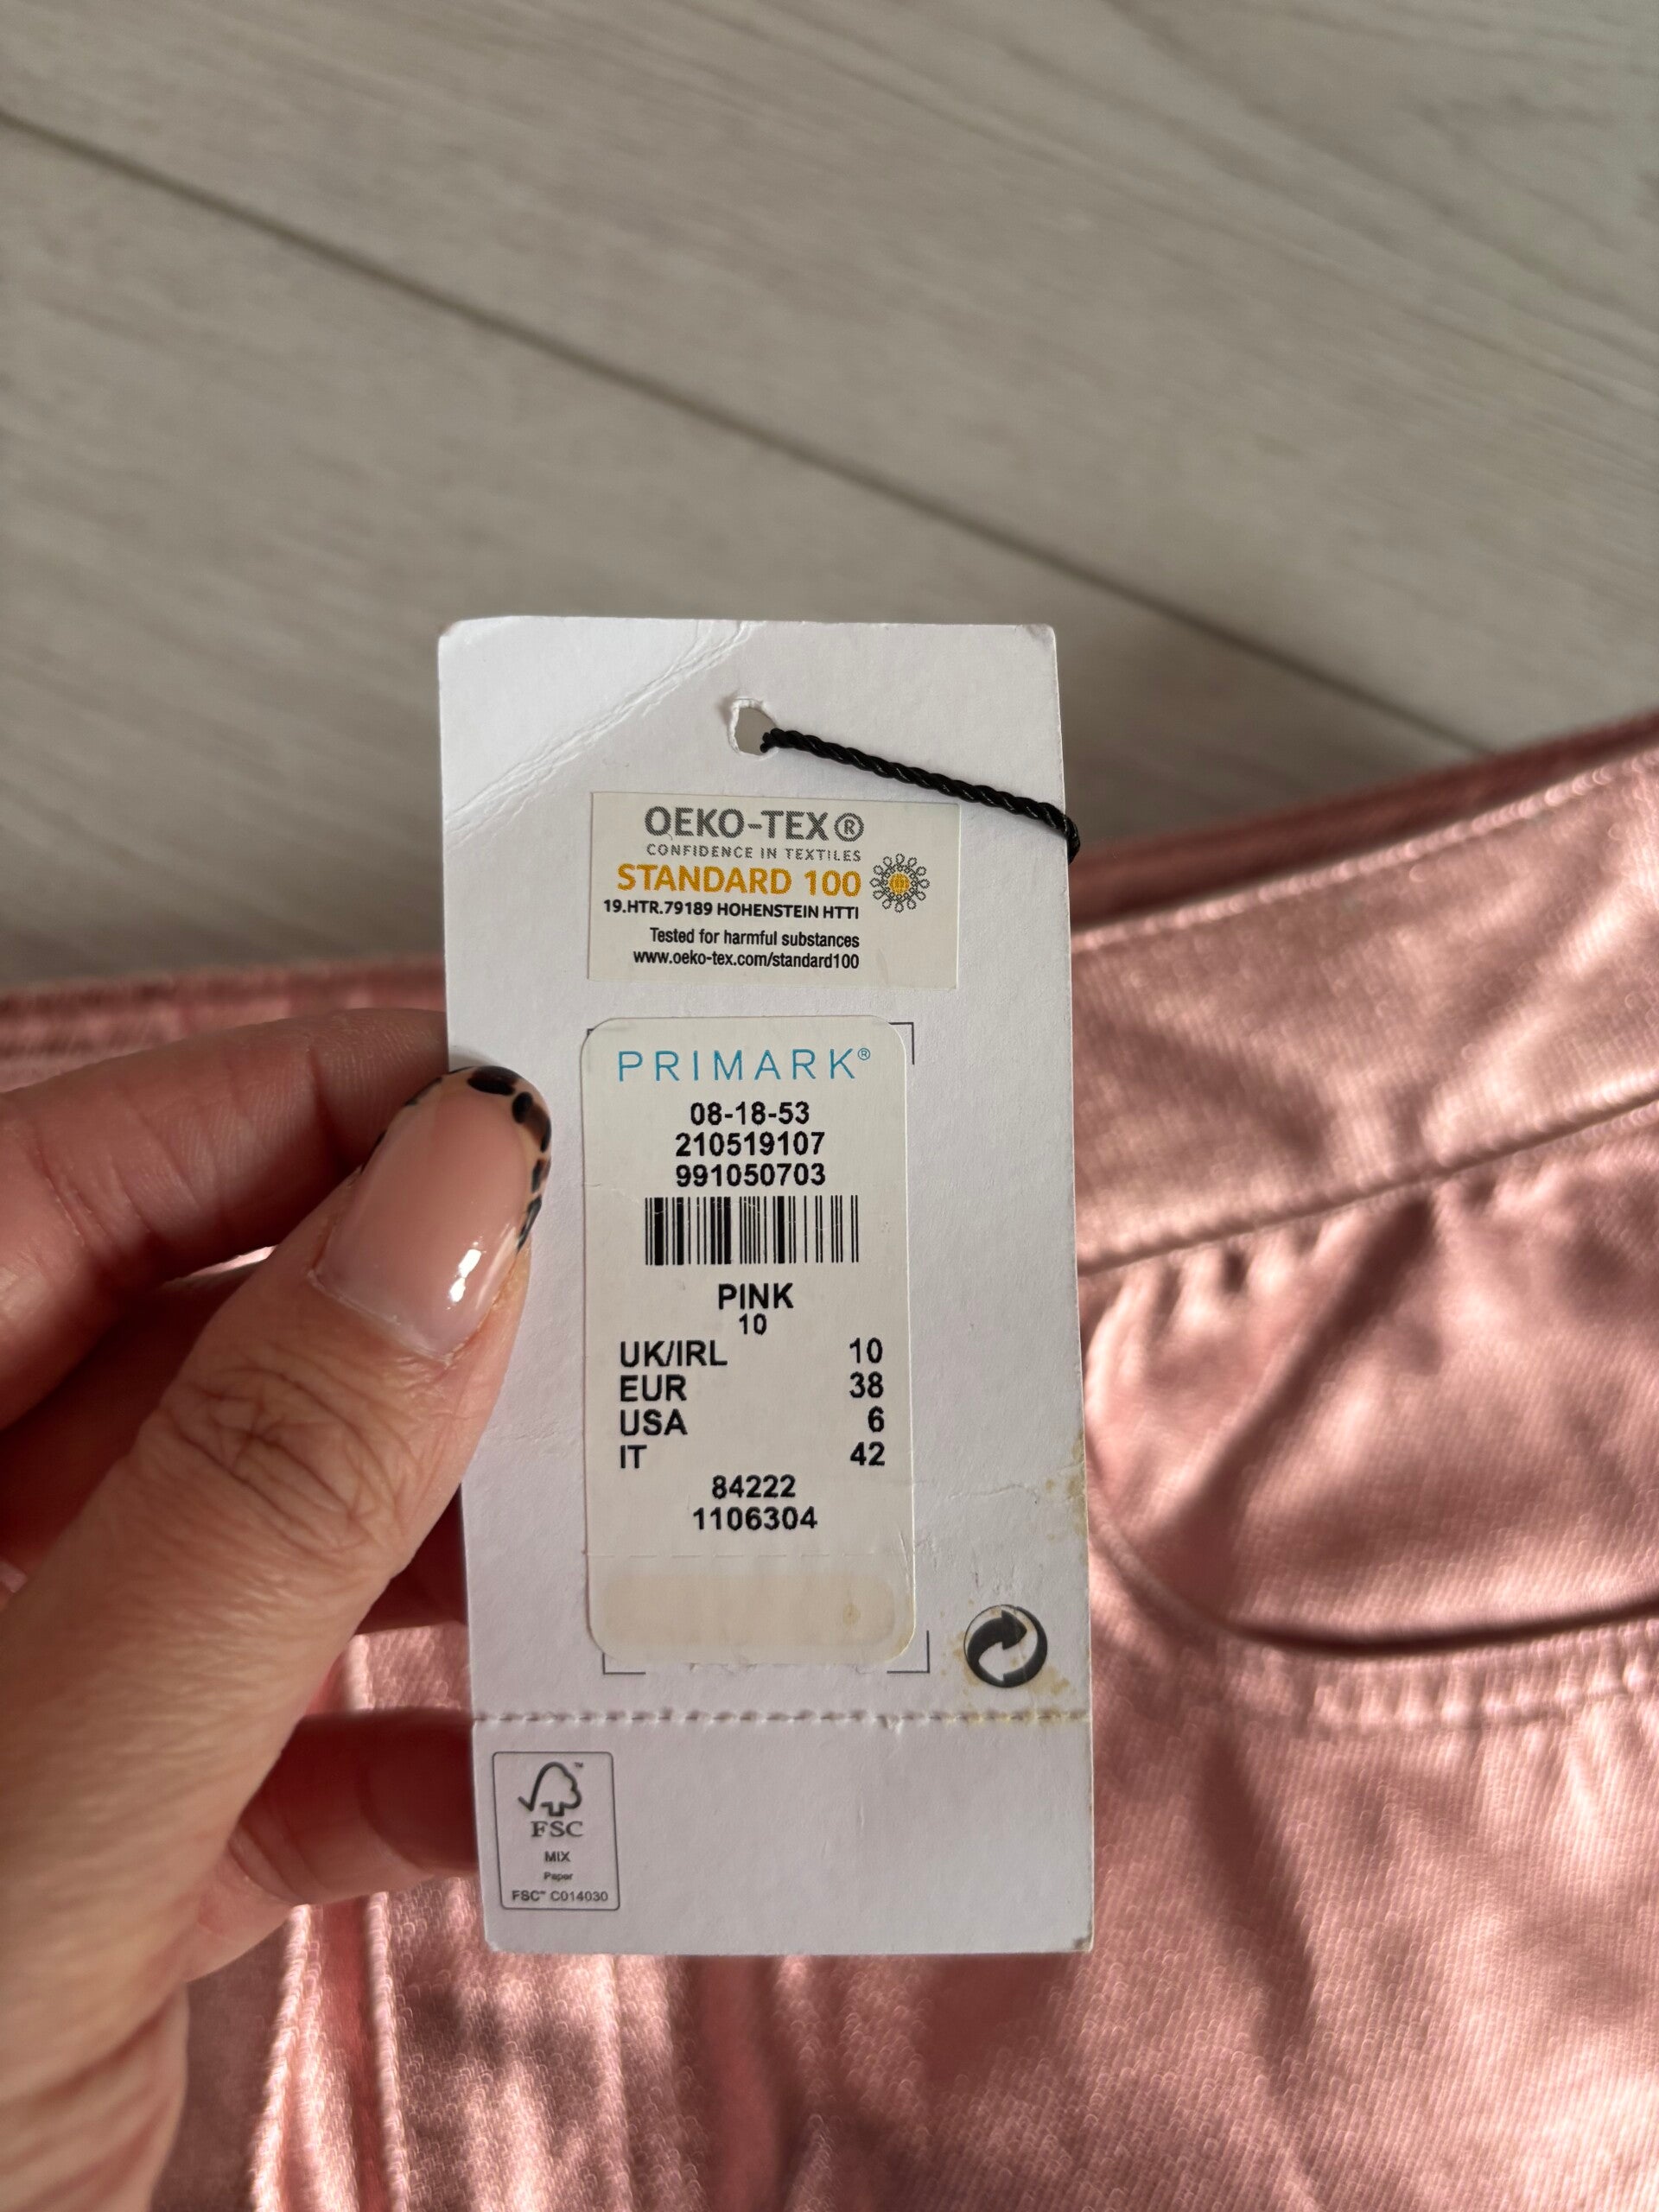 OEKO-TEX®
CONFIDENCE IN TEXTILES
STANDARD 100
19.HTR.79189 HOHENSTEIN HTTI
Tested for harmful substances
www.oeko-tex.com/standard100
PRIMARK®
08-18-53
210519107
991050703
PINK
10
UK/IRL 10
EUR 38
USA 6
IT 42
84222
1106304
FSC™
MIX
Paper
FSC™ C014030